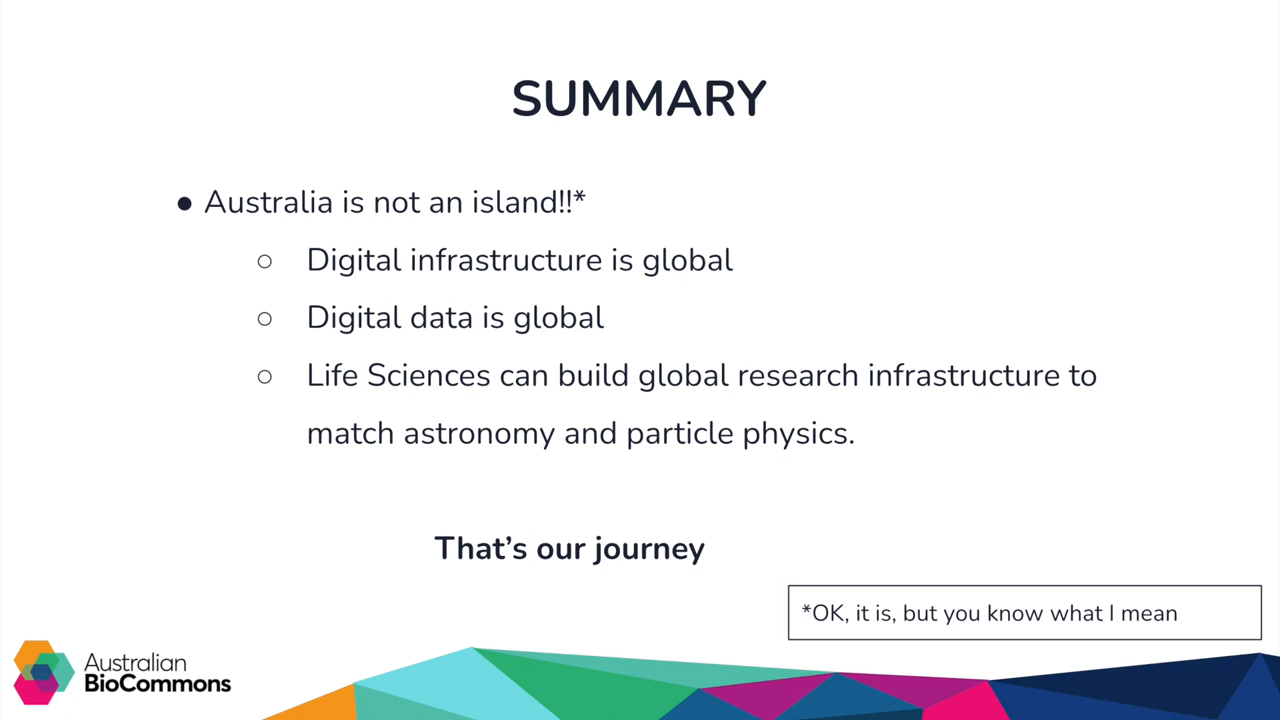 SUMMARY
● Australia is not an island!!*
○ Digital infrastructure is global
○ Digital data is global
○ Life Sciences can build global research infrastructure to
match astronomy and particle physics.
That’s our journey
*OK, it is, but you know what I mean
Australian
BioCommons